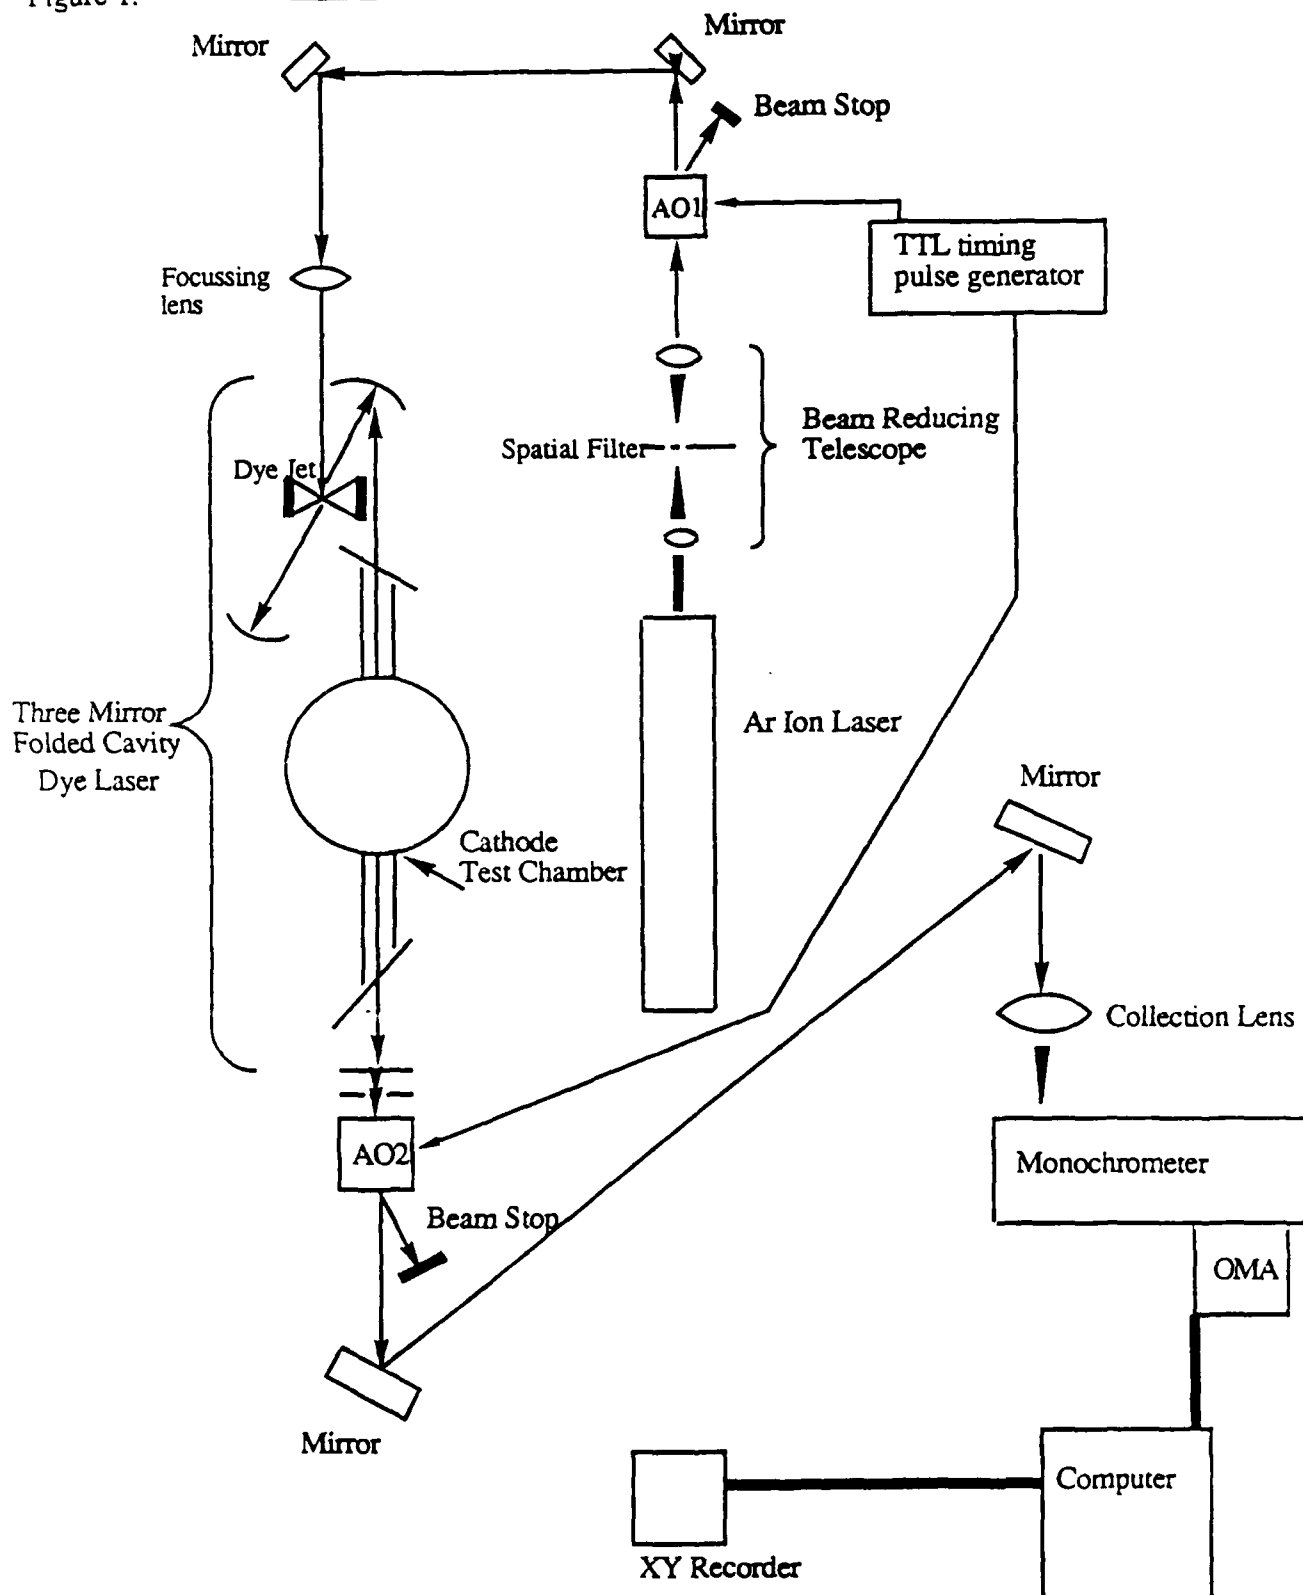 Figure 1.
Mirror
Mirror
Beam Stop
AO1
TTL timing
pulse generator
Focussing
lens
Beam Reducing
Telescope
Spatial Filter
Dye Jet
Three Mirror
Folded Cavity
Dye Laser
Ar Ion Laser
Mirror
Cathode
Test Chamber
Collection Lens
AO2
Monochrometer
Beam Stop
OMA
Mirror
Computer
XY Recorder